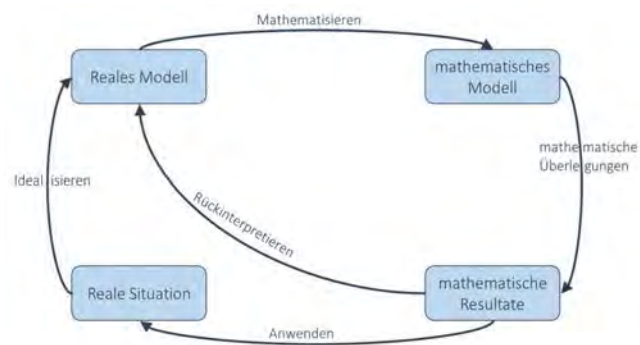 Mathematisieren
Reales Modell
mathematisches
Modell
mathematische
Überlegungen
Idealisieren
Rückinterpretieren
Reale Situation
mathematische
Resultate
Anwenden